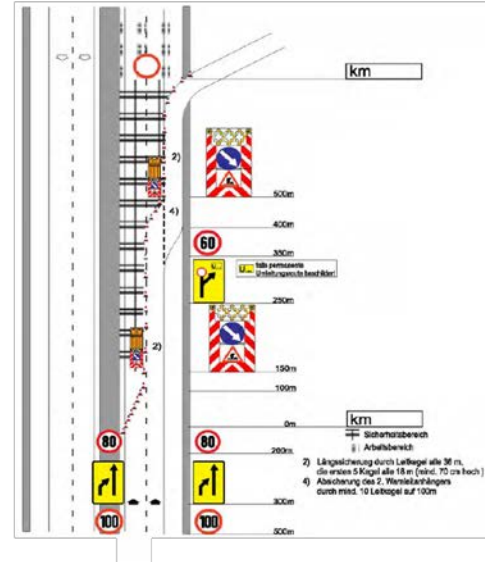 km
2)
4)
500m
400m
60
350m
U
falls permanente
Umleitungsroute beschildert
250m
2)
150m
100m
0m
km
80
80
Sicherheitsbereich
Arbeitsbereich
200m
2) Längssicherung durch Leitkegel alle 36 m,
die ersten 5 Kegel alle 18 m (mind. 70 cm hoch)
4) Absicherung des 2. Warnleitanhängers
durch mind. 10 Leitkegel auf 100m
300m
100
100
500m